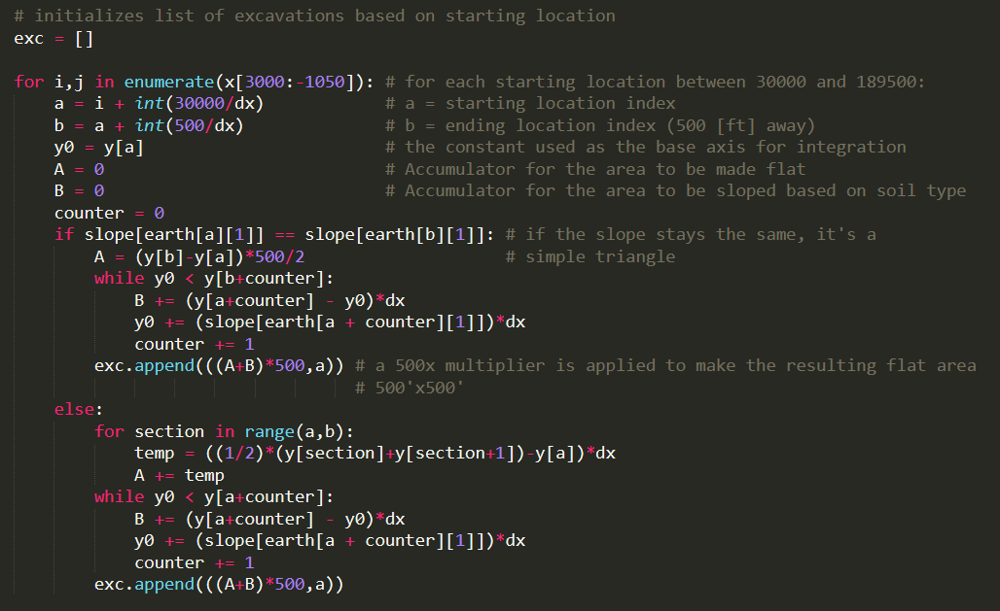 # initializes list of excavations based on starting location
exc = []

for i,j in enumerate(x[3000:-1050]): # for each starting location between 30000 and 189500:
    a = i + int(30000/dx)            # a = starting location index
    b = a + int(500/dx)              # b = ending location index (500 [ft] away)
    y0 = y[a]                        # the constant used as the base axis for integration
    A = 0                            # Accumulator for the area to be made flat
    B = 0                            # Accumulator for the area to be sloped based on soil type
    counter = 0
    if slope[earth[a][1]] == slope[earth[b][1]]: # if the slope stays the same, it's a
        A = (y[b]-y[a])*500/2                    # simple triangle
        while y0 < y[b+counter]:
            B += (y[a+counter] - y0)*dx
            y0 += (slope[earth[a + counter][1]])*dx
            counter += 1
        exc.append(((A+B)*500,a)) # a 500x multiplier is applied to make the resulting flat area
                                  # 500'x500'
    else:
        for section in range(a,b):
            temp = ((1/2)*(y[section]+y[section+1])-y[a])*dx
            A += temp
        while y0 < y[a+counter]:
            B += (y[a+counter] - y0)*dx
            y0 += (slope[earth[a + counter][1]])*dx
            counter += 1
        exc.append(((A+B)*500,a))